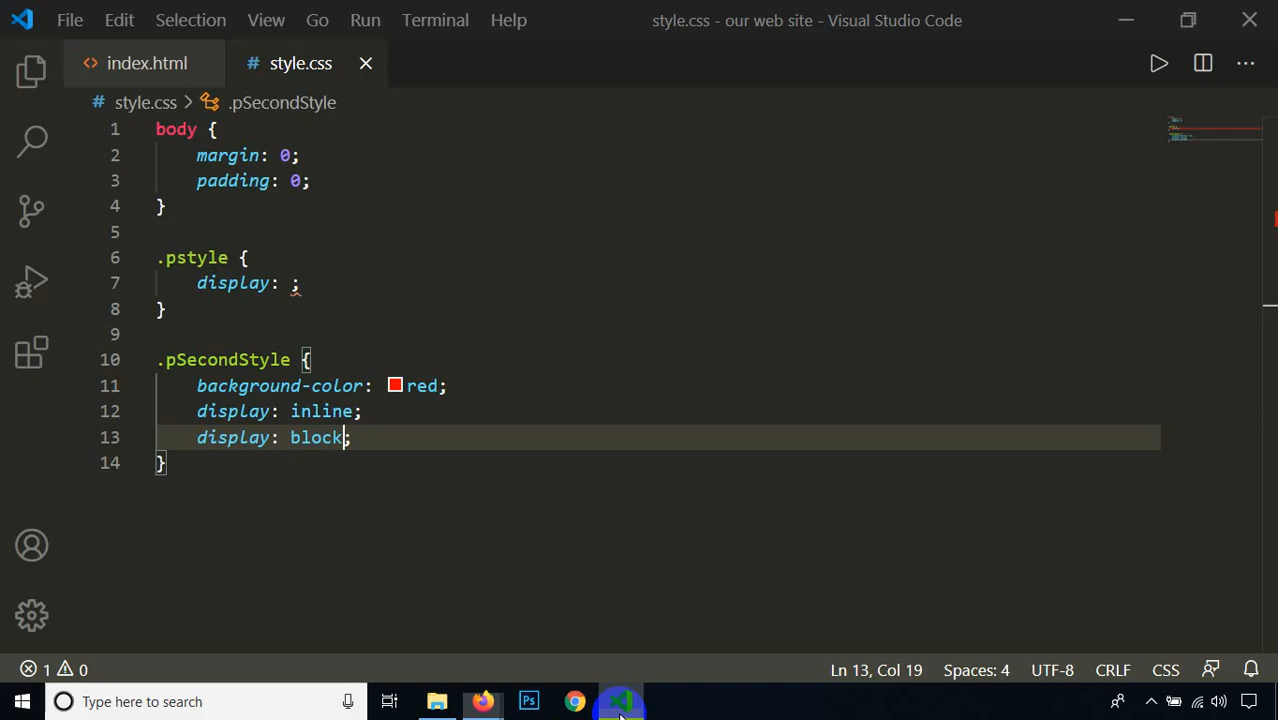 File Edit Selection View Go Run Terminal Help style.css - our web site - Visual Studio Code
index.html style.css
# style.css > .pSecondStyle
1 body {
2 margin: 0;
3 padding: 0;
4 }
5
6 .pstyle {
7 display: ;
8 }
9
10 .pSecondStyle {
11 background-color: red;
12 display: inline;
13 display: block;
14 }
1 0 Ln 13, Col 19 Spaces: 4 UTF-8 CRLF CSS
Type here to search Ps